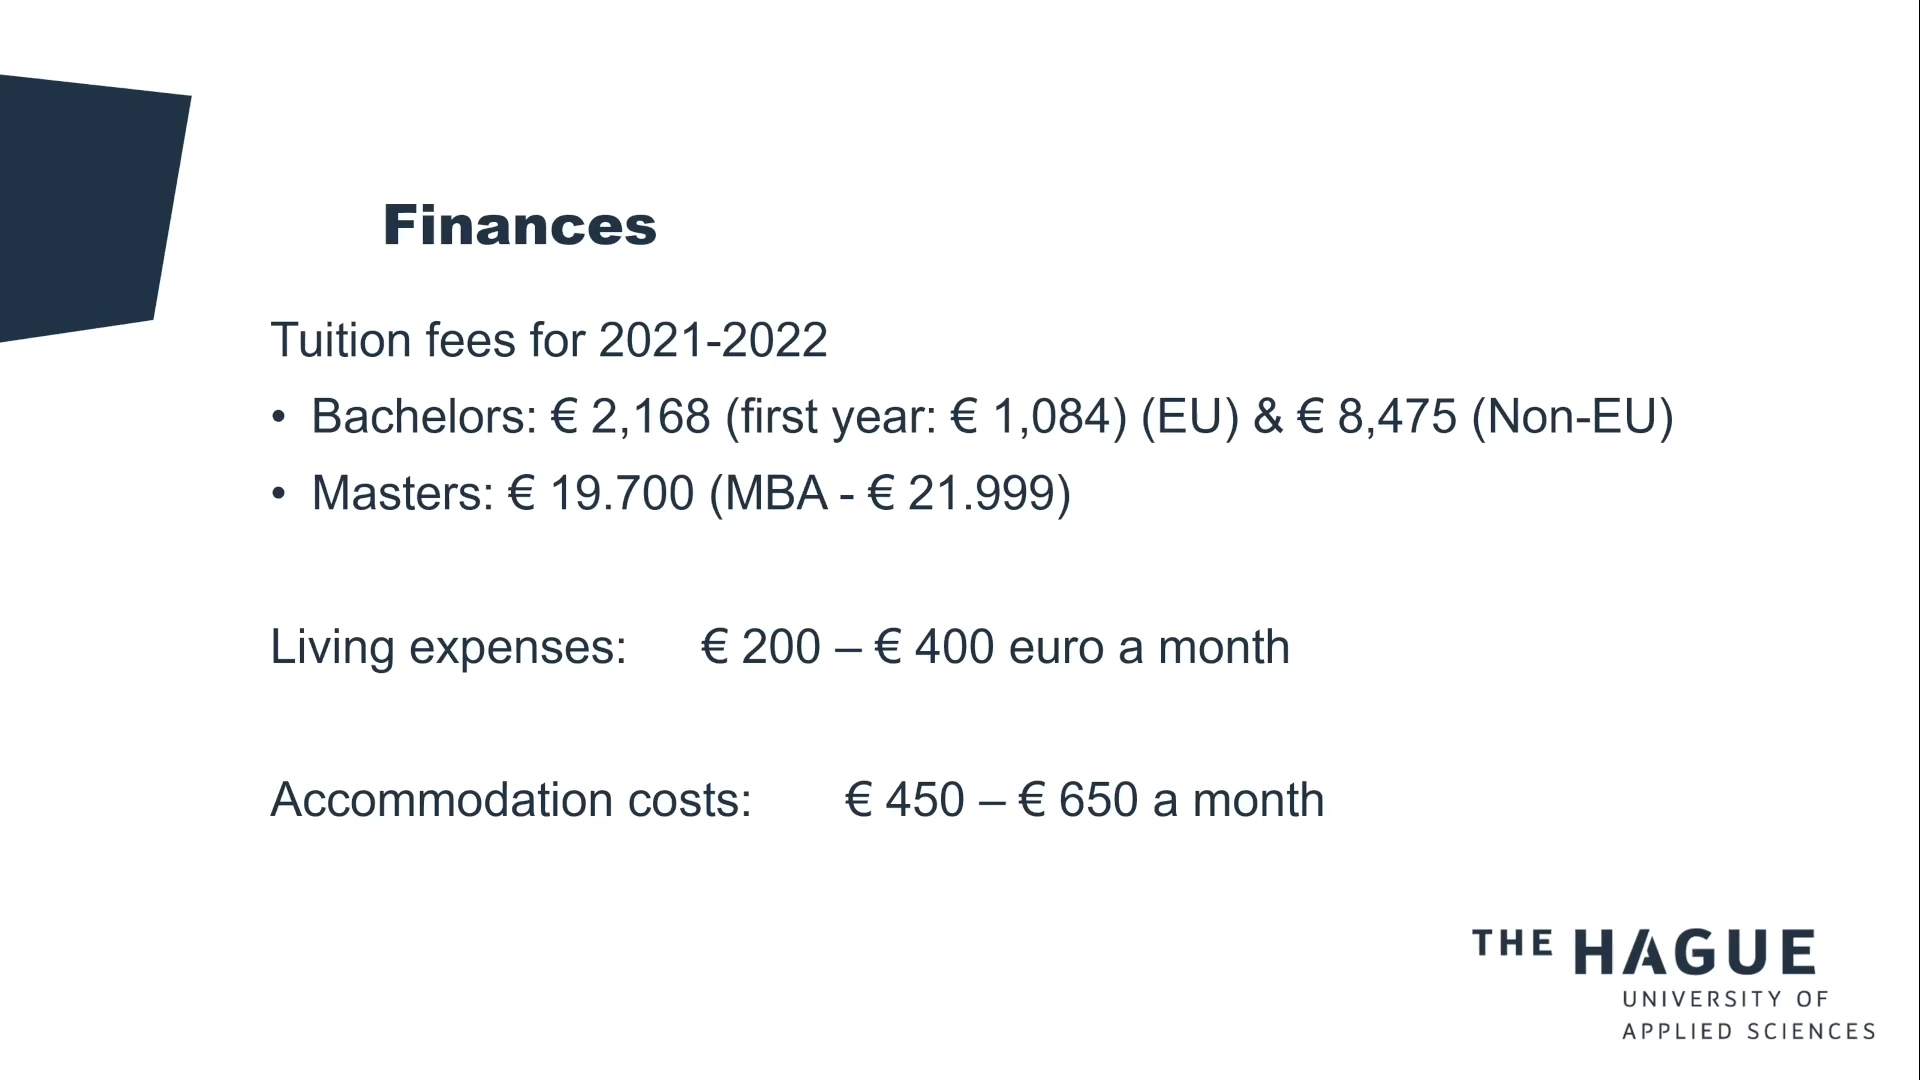 Finances
Tuition fees for 2021-2022
• Bachelors: € 2,168 (first year: € 1,084) (EU) & € 8,475 (Non-EU)
• Masters: € 19.700 (MBA - € 21.999)
Living expenses: € 200 – € 400 euro a month
Accommodation costs: € 450 – € 650 a month
THE HAGUE
UNIVERSITY OF
APPLIED SCIENCES